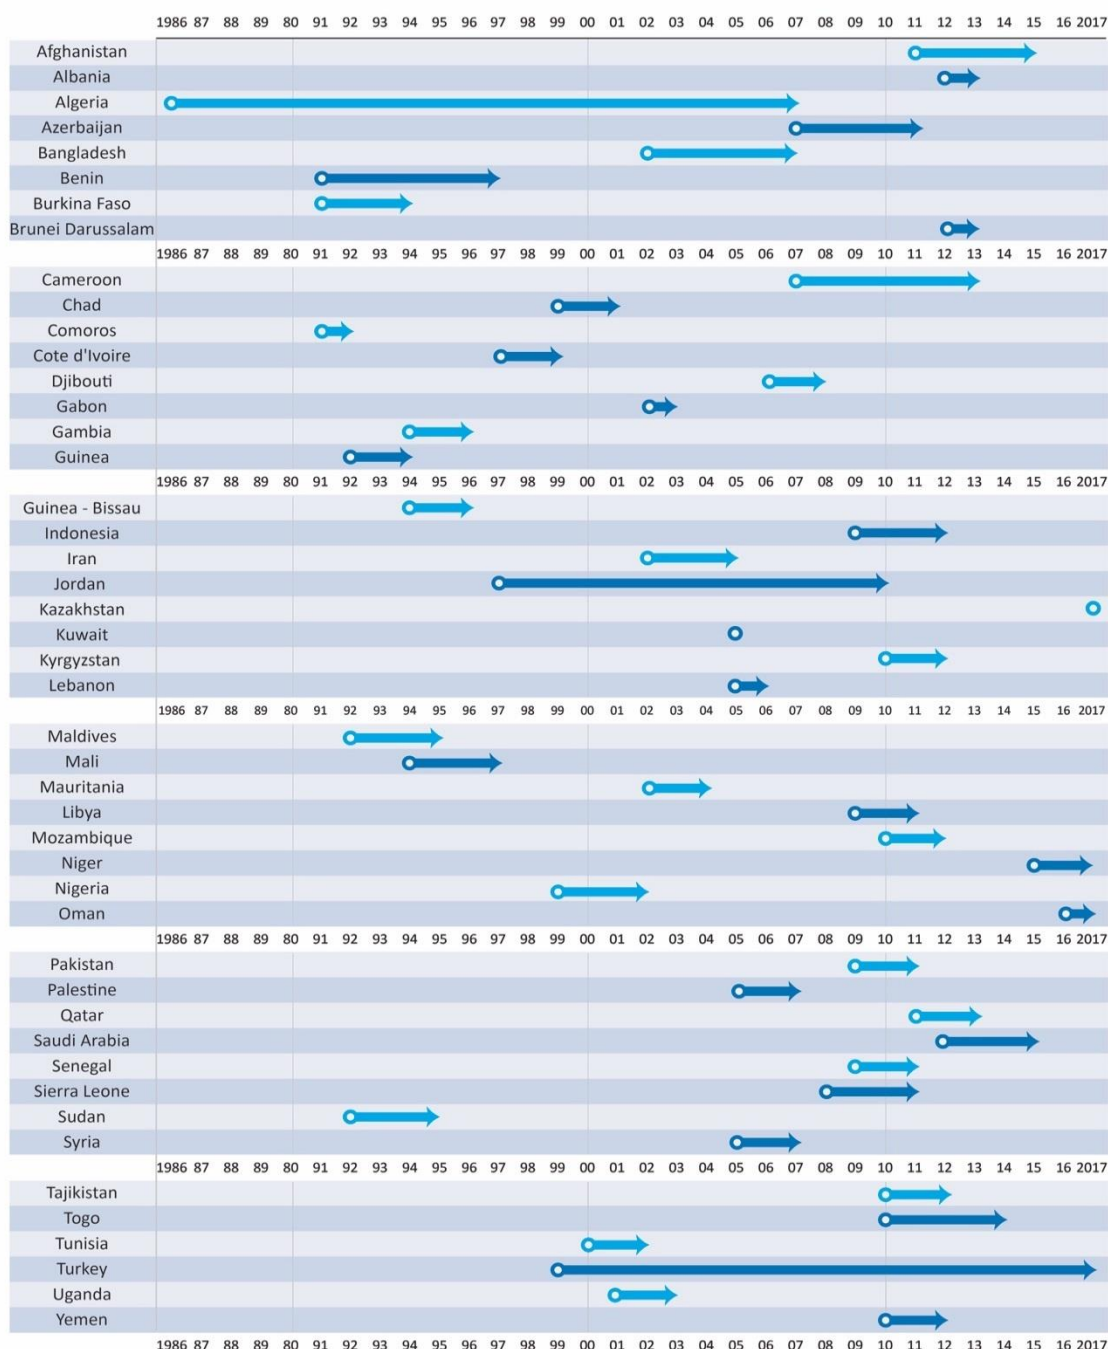 1986 87 88 89 80 91 92 93 94 95 96 97 98 99 00 01 02 03 04 05 06 07 08 09 10 11 12 13 14 15 16 2017
Afghanistan
Albania
Algeria
Azerbaijan
Bangladesh
Benin
Burkina Faso
Brunei Darussalam
1986 87 88 89 80 91 92 93 94 95 96 97 98 99 00 01 02 03 04 05 06 07 08 09 10 11 12 13 14 15 16 2017
Cameroon
Chad
Comoros
Cote d'Ivoire
Djibouti
Gabon
Gambia
Guinea
1986 87 88 89 80 91 92 93 94 95 96 97 98 99 00 01 02 03 04 05 06 07 08 09 10 11 12 13 14 15 16 2017
Guinea - Bissau
Indonesia
Iran
Jordan
Kazakhstan
Kuwait
Kyrgyzstan
Lebanon
1986 87 88 89 80 91 92 93 94 95 96 97 98 99 00 01 02 03 04 05 06 07 08 09 10 11 12 13 14 15 16 2017
Maldives
Mali
Mauritania
Libya
Mozambique
Niger
Nigeria
Oman
1986 87 88 89 80 91 92 93 94 95 96 97 98 99 00 01 02 03 04 05 06 07 08 09 10 11 12 13 14 15 16 2017
Pakistan
Palestine
Qatar
Saudi Arabia
Senegal
Sierra Leone
Sudan
Syria
1986 87 88 89 80 91 92 93 94 95 96 97 98 99 00 01 02 03 04 05 06 07 08 09 10 11 12 13 14 15 16 2017
Tajikistan
Togo
Tunisia
Turkey
Uganda
Yemen
1986 87 88 89 80 91 92 93 94 95 96 97 98 99 00 01 02 03 04 05 06 07 08 09 10 11 12 13 14 15 16 2017